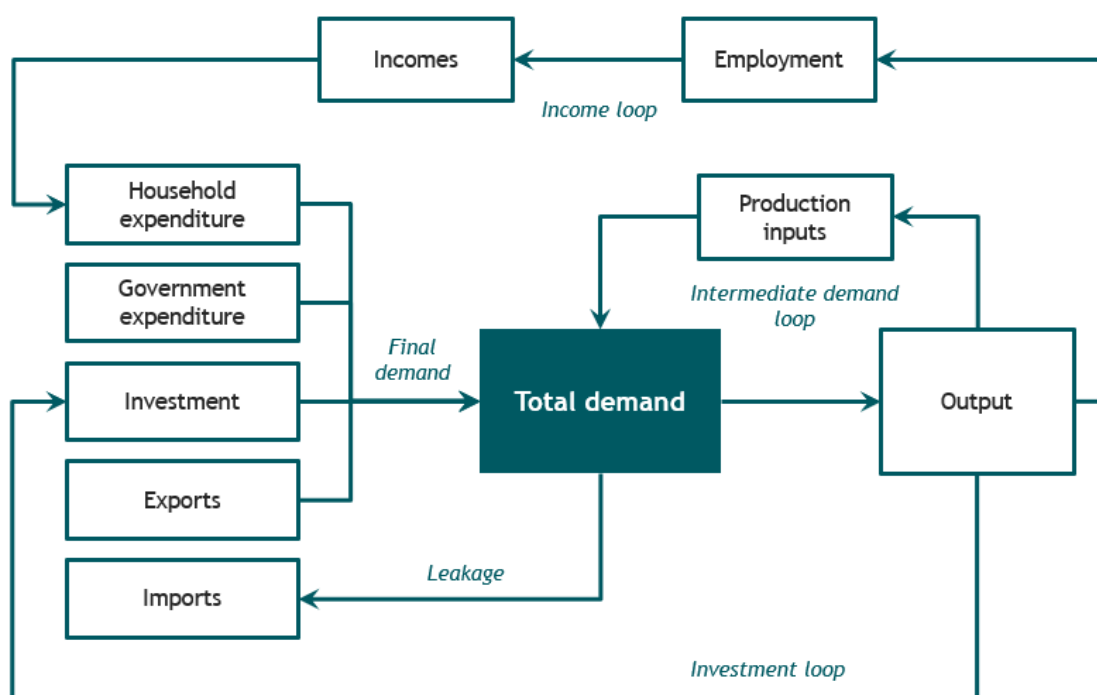 Incomes
Employment
Income loop
Household
expenditure
Production
inputs
Government
expenditure
Intermediate demand
loop
Final
demand
Investment
Total demand
Output
Exports
Leakage
Imports
Investment loop